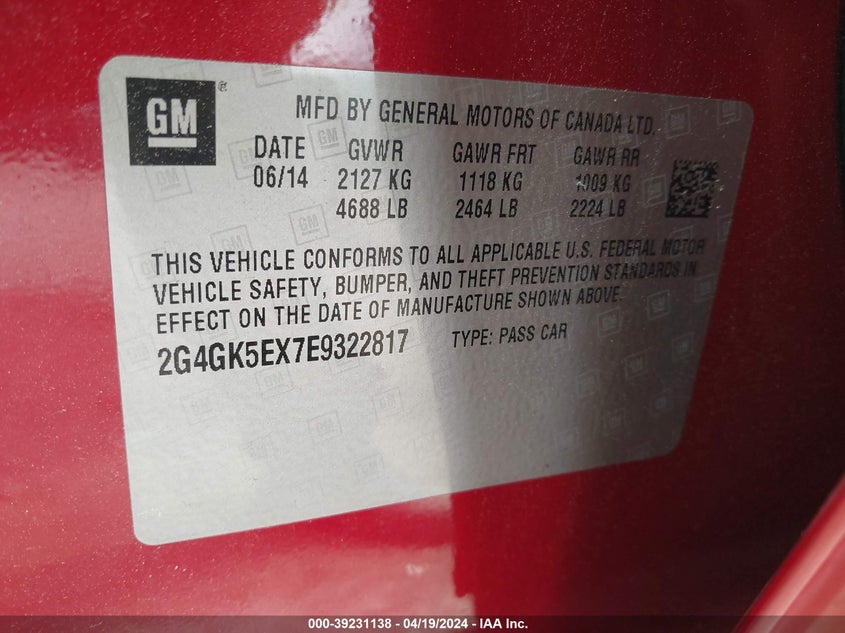 GM ®
MFD BY GENERAL MOTORS OF CANADA LTD.
DATE GVWR GAWR FRT GAWR RR
06/14 2127 KG 1118 KG 1009 KG
4688 LB 2464 LB 2224 LB
THIS VEHICLE CONFORMS TO ALL APPLICABLE U.S. FEDERAL MOTOR
VEHICLE SAFETY, BUMPER, AND THEFT PREVENTION STANDARDS IN
EFFECT ON THE DATE OF MANUFACTURE SHOWN ABOVE.
2G4GK5EX7E9322817 TYPE: PASS CAR
000-39231138 - 04/19/2024 - IAA Inc.